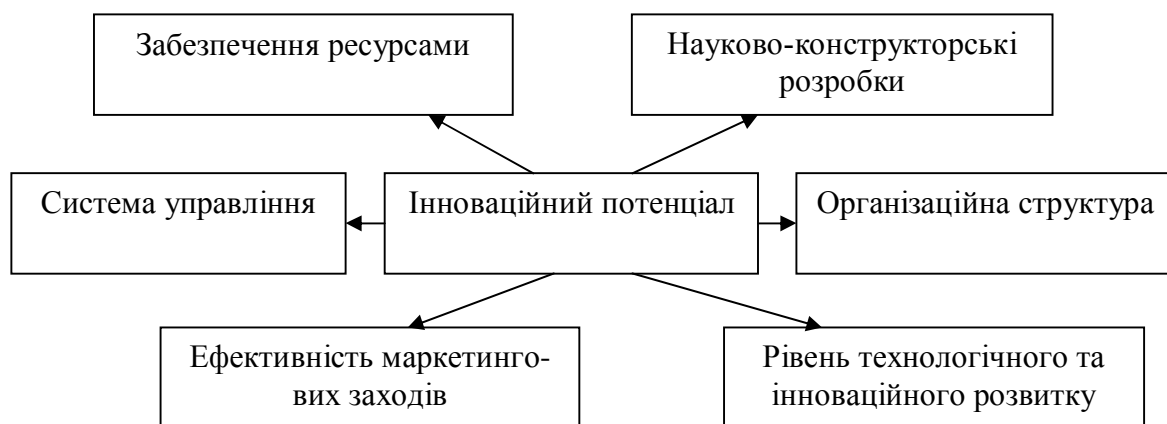 Забезпечення ресурсами
Науково-конструкторські
розробки
Система управління
Інноваційний потенціал
Організаційна структура
Ефективність маркетинго-
вих заходів
Рівень технологічного та
інноваційного розвитку